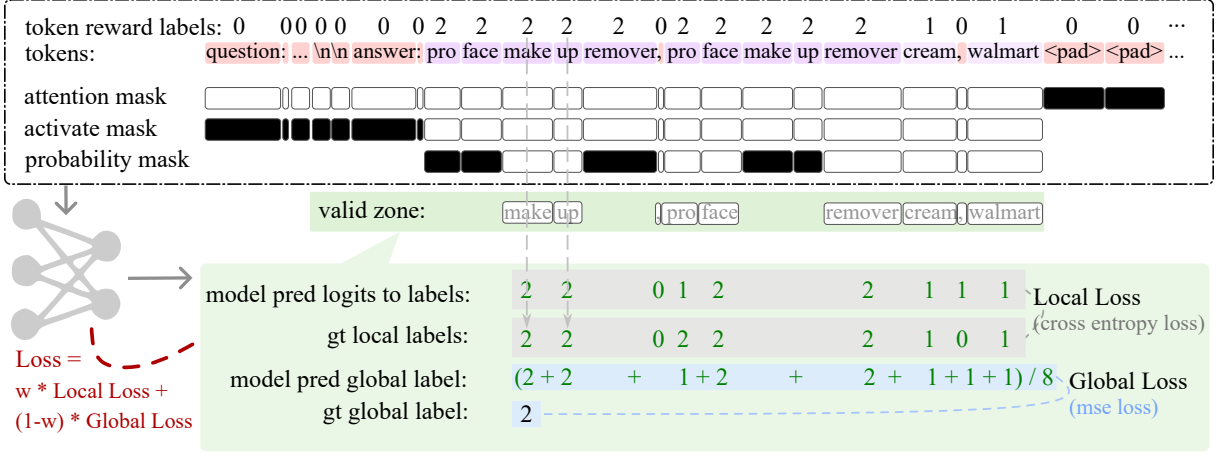 token reward labels: 0 0 0 0 0 0 0 2 2 2 2 2 0 2 2 2 2 2 1 0 1 0 0 ...
tokens: question: ... \n\n answer: pro face make up remover, pro face make up remover cream, walmart <pad> <pad> ...
attention mask
activate mask
probability mask
valid zone: make up , pro face remover cream , walmart
model pred logits to labels: 2 2 0 1 2 2 1 1 1
Local Loss
(cross entropy loss)
gt local labels: 2 2 0 2 2 2 1 0 1
model pred global label: (2 + 2 + 1 + 2 + 2 + 1 + 1 + 1) / 8
Global Loss
(mse loss)
gt global label: 2
Loss =
w * Local Loss +
(1-w) * Global Loss